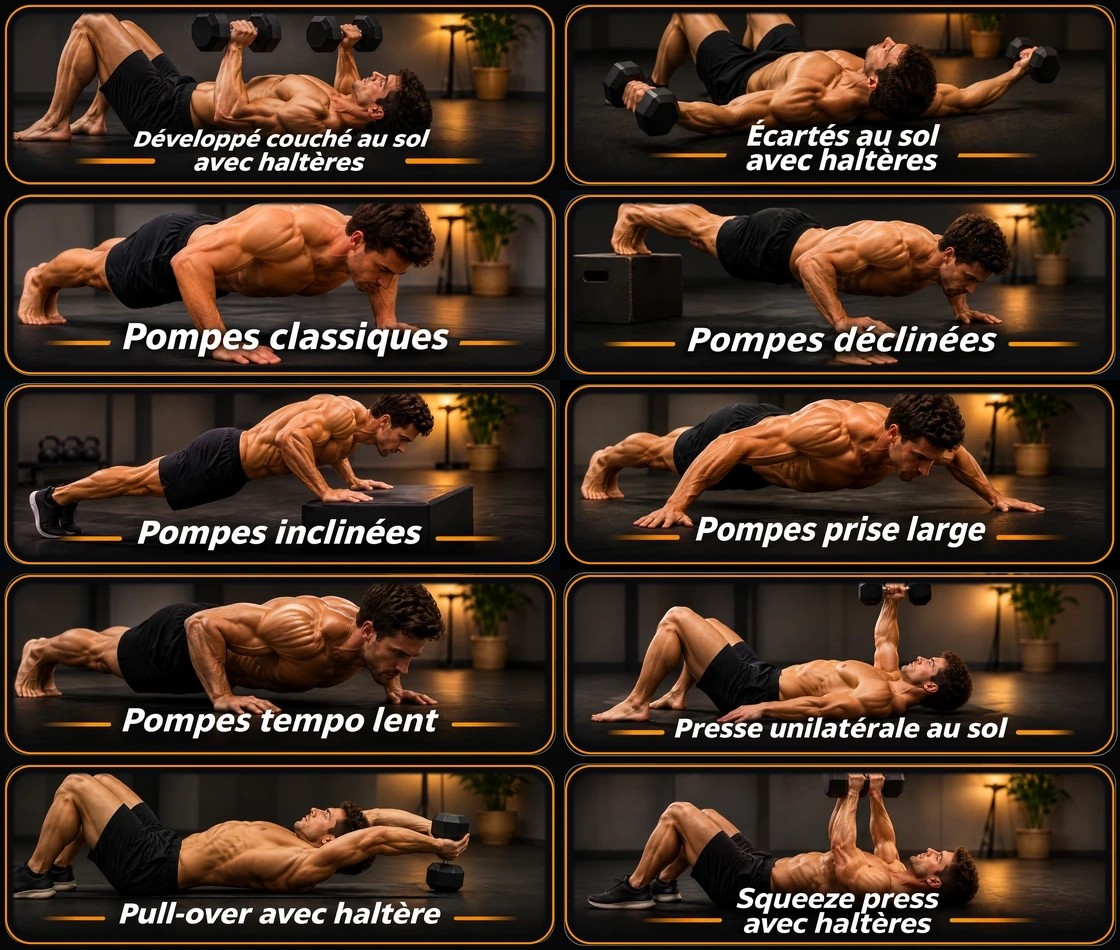 Développé couché au sol
avec haltères
Écartés au sol
avec haltères
Pompes classiques
Pompes déclinées
Pompes inclinées
Pompes prise large
Pompes tempo lent
Presse unilatérale au sol
Pull-over avec haltère
Squeeze press
avec haltères